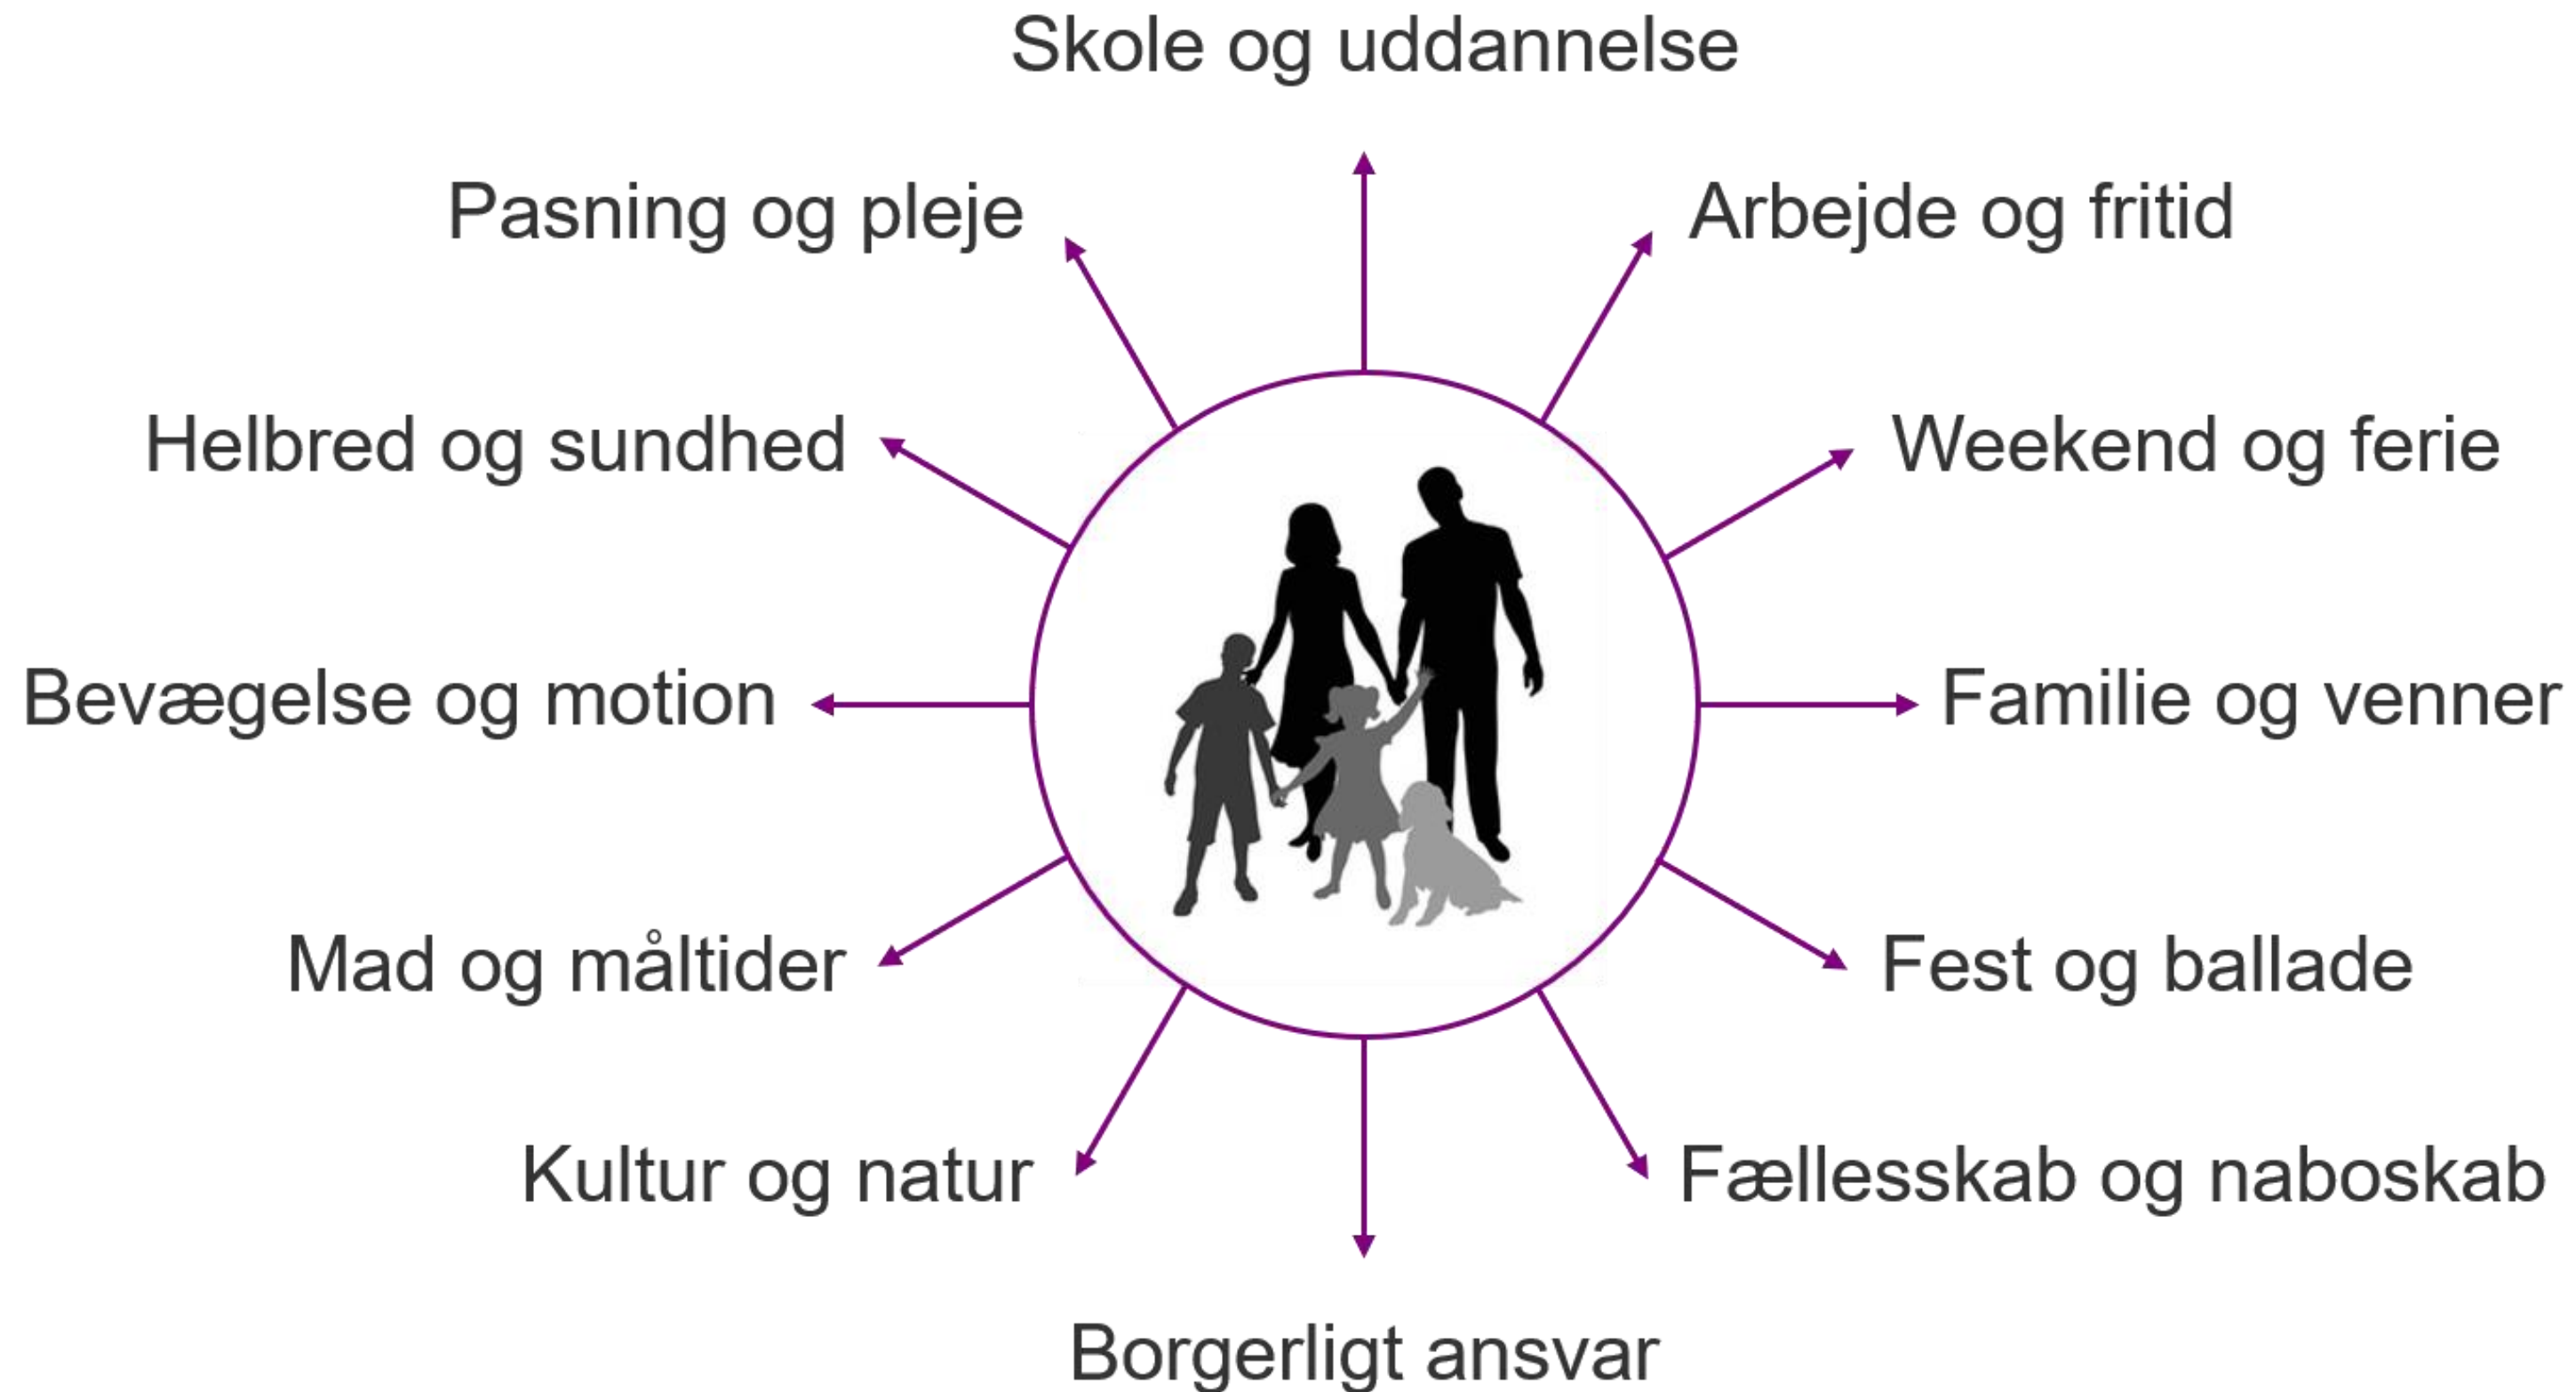 Skole og uddannelse
Pasning og pleje
Arbejde og fritid
Helbred og sundhed
Weekend og ferie
Bevægelse og motion
Familie og venner
Mad og måltider
Fest og ballade
Kultur og natur
Fællesskab og naboskab
Borgerligt ansvar